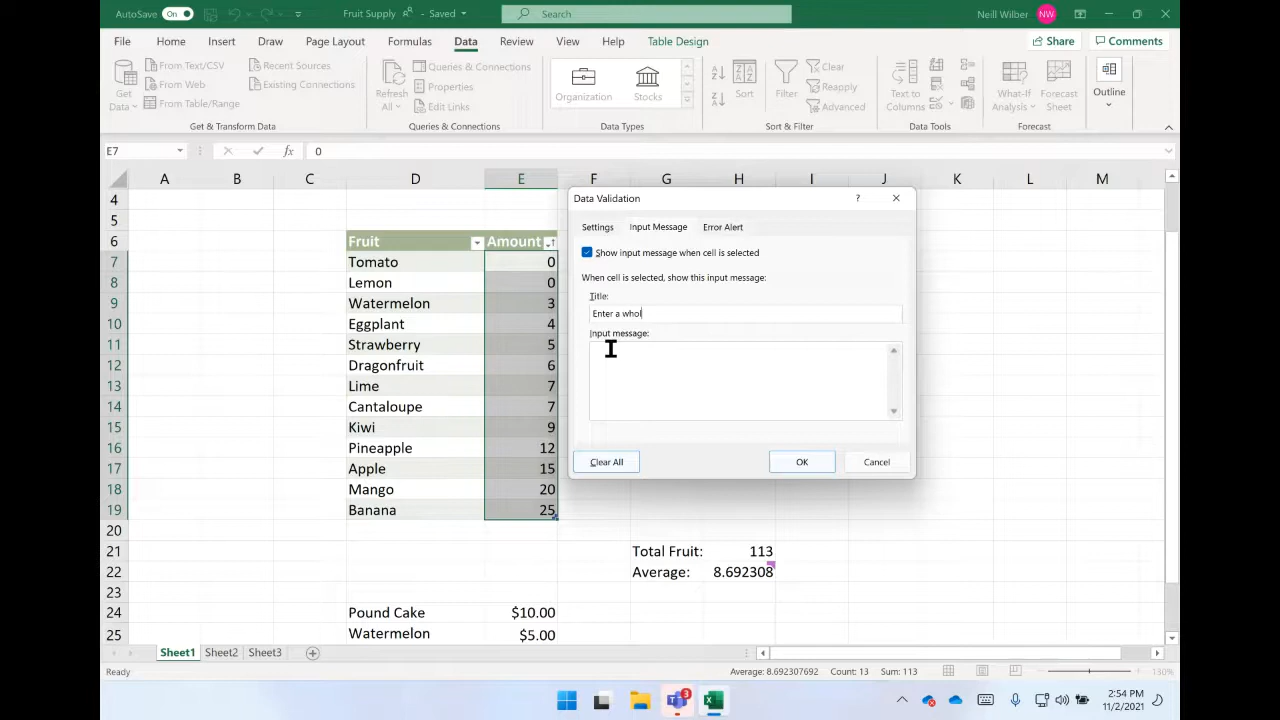 AutoSave On Fruit Supply - Saved Search Neill Wilber NW
File Home Insert Draw Page Layout Formulas Data Review View Help Table Design Share Comments
From Text/CSV
From Web
From Table/Range
Recent Sources
Existing Connections
Get
Data
Get & Transform Data
Refresh
All
Queries & Connections
Properties
Edit Links
Queries & Connections
Organization Stocks
Data Types
Sort
Filter
Clear
Reapply
Advanced
Sort & Filter
Text to
Columns
Data Tools
What-If
Analysis
Forecast
Sheet
Forecast
Outline
E7 fx 0
A B C D E F G H I J K L M
4
5
6 Fruit Amount
7 Tomato 0
8 Lemon 0
9 Watermelon 3
10 Eggplant 4
11 Strawberry 5
12 Dragonfruit 6
13 Lime 7
14 Cantaloupe 7
15 Kiwi 9
16 Pineapple 12
17 Apple 15
18 Mango 20
19 Banana 25
20
21 Total Fruit: 113
22 Average: 8.692308
23
24 Pound Cake $10.00
25 Watermelon $5.00
Data Validation ?
Settings Input Message Error Alert
Show input message when cell is selected
When cell is selected, show this input message:
Title:
Enter a whol
Input message:
Clear All OK Cancel
Sheet1 Sheet2 Sheet3
Ready Average: 8.692307692 Count: 13 Sum: 113 130%
3
2:54 PM
11/2/2021